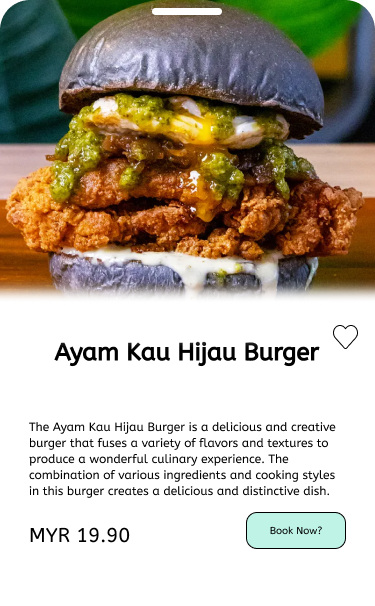 Ayam Kau Hijau Burger
The Ayam Kau Hijau Burger is a delicious and creative
burger that fuses a variety of flavors and textures to
produce a wonderful culinary experience. The
combination of various ingredients and cooking styles
in this burger creates a delicious and distinctive dish.
MYR 19.90
Book Now?